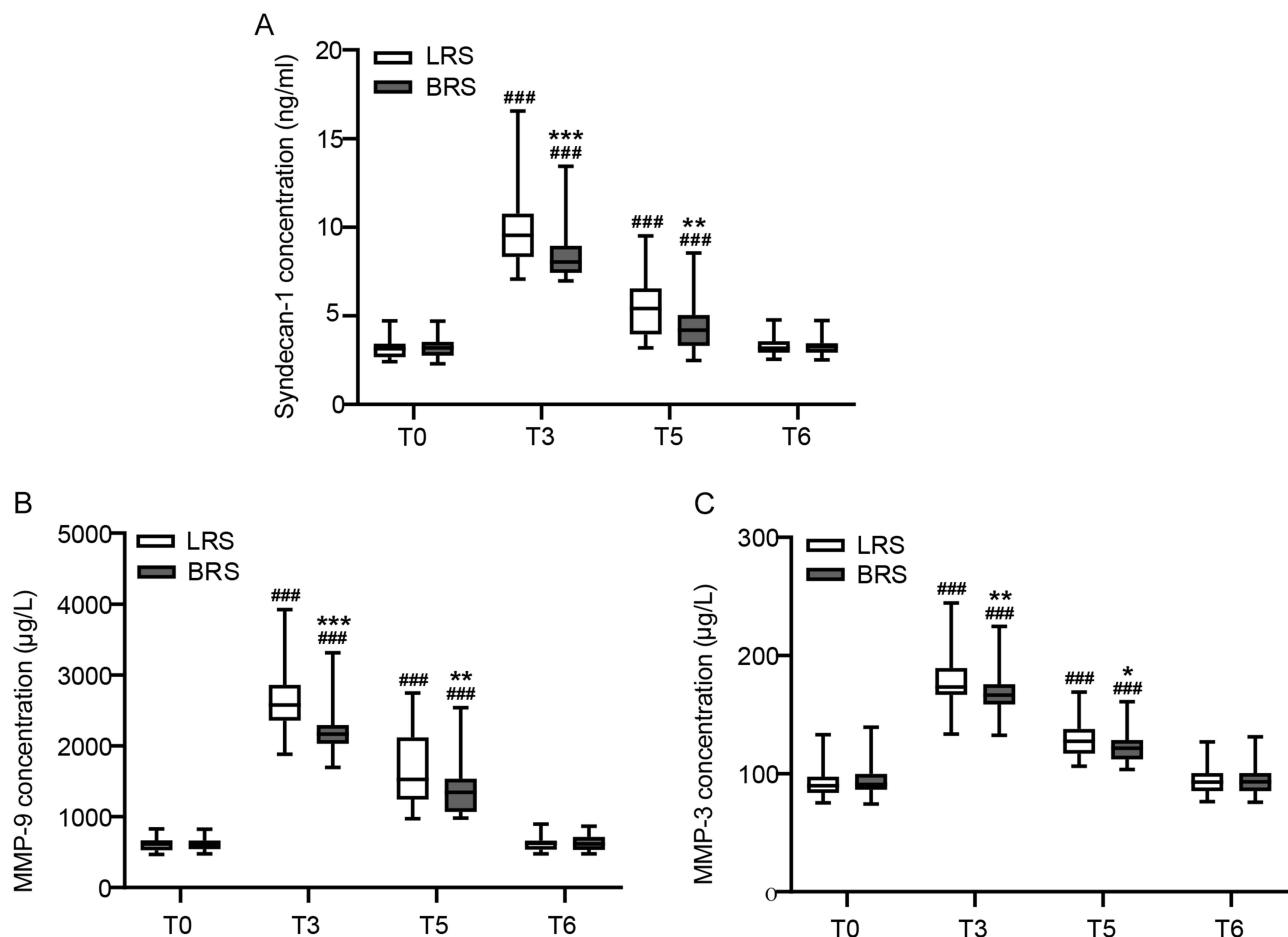 A
Syndecan-1 concentration (ng/ml)
20
15
10
5
0
LRS
BRS
###
***
###
###
**
###
T0
T3
T5
T6
B
MMP-9 concentration (µg/L)
5000
4000
3000
2000
1000
0
LRS
BRS
###
***
###
###
**
###
T0
T3
T5
T6
C
MMP-3 concentration (µg/L)
300
200
100
0
LRS
BRS
###
**
###
###
*
###
T0
T3
T5
T6